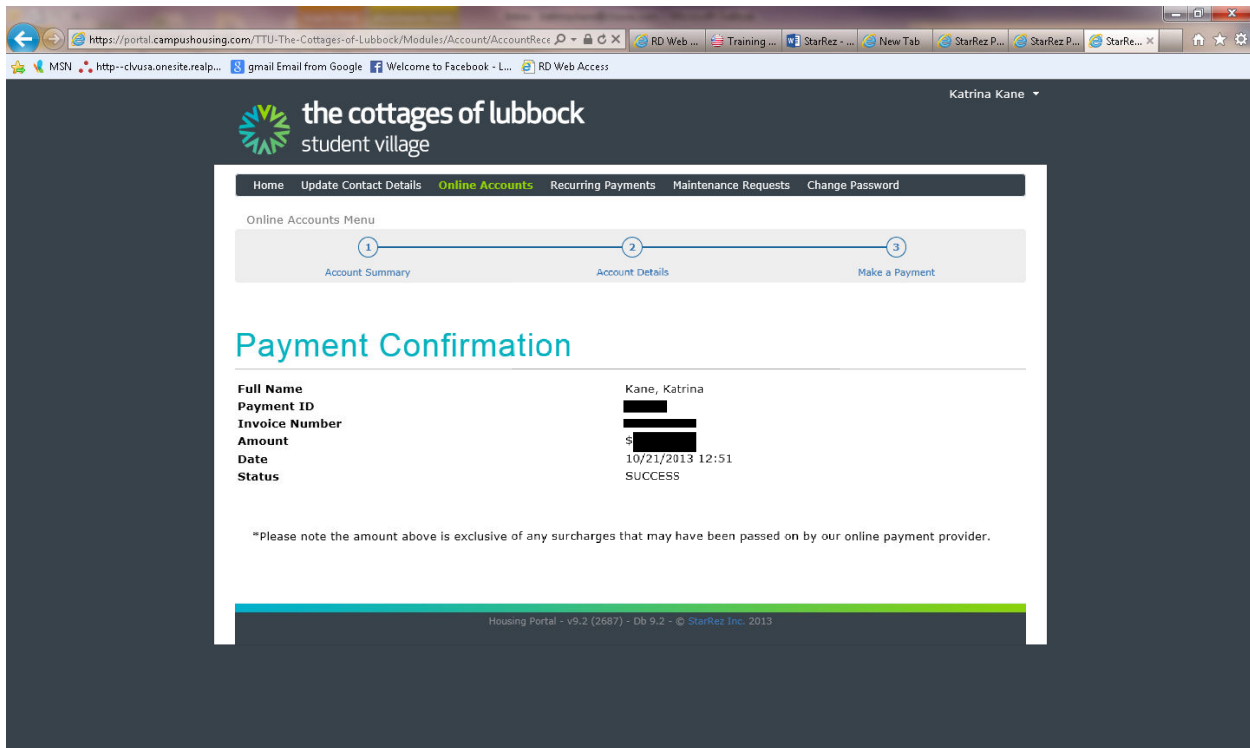 https://portal.campushousing.com/TTU-The-Cottages-of-Lubbock/Modules/Account/AccountRece
RD Web ... Training ... StarRez - ... New Tab StarRez P... StarRez P... StarRe...
MSN http--clvusa.onesite.realp... gmail Email from Google Welcome to Facebook - L... RD Web Access
Katrina Kane
the cottages of lubbock
student village
Home Update Contact Details Online Accounts Recurring Payments Maintenance Requests Change Password
Online Accounts Menu
1 2 3
Account Summary Account Details Make a Payment
Payment Confirmation
Full Name Kane, Katrina
Payment ID
Invoice Number
Amount $
Date 10/21/2013 12:51
Status SUCCESS
*Please note the amount above is exclusive of any surcharges that may have been passed on by our online payment provider.
Housing Portal - v9.2 (2687) - Db 9.2 - © StarRez Inc. 2013